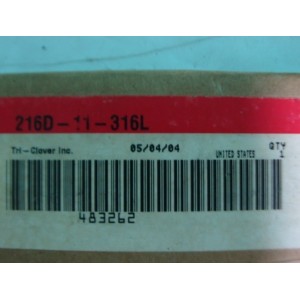 216D-11-316L
Tri-Clover Inc. 05/04/04 UNITED STATES QTY
1
483262